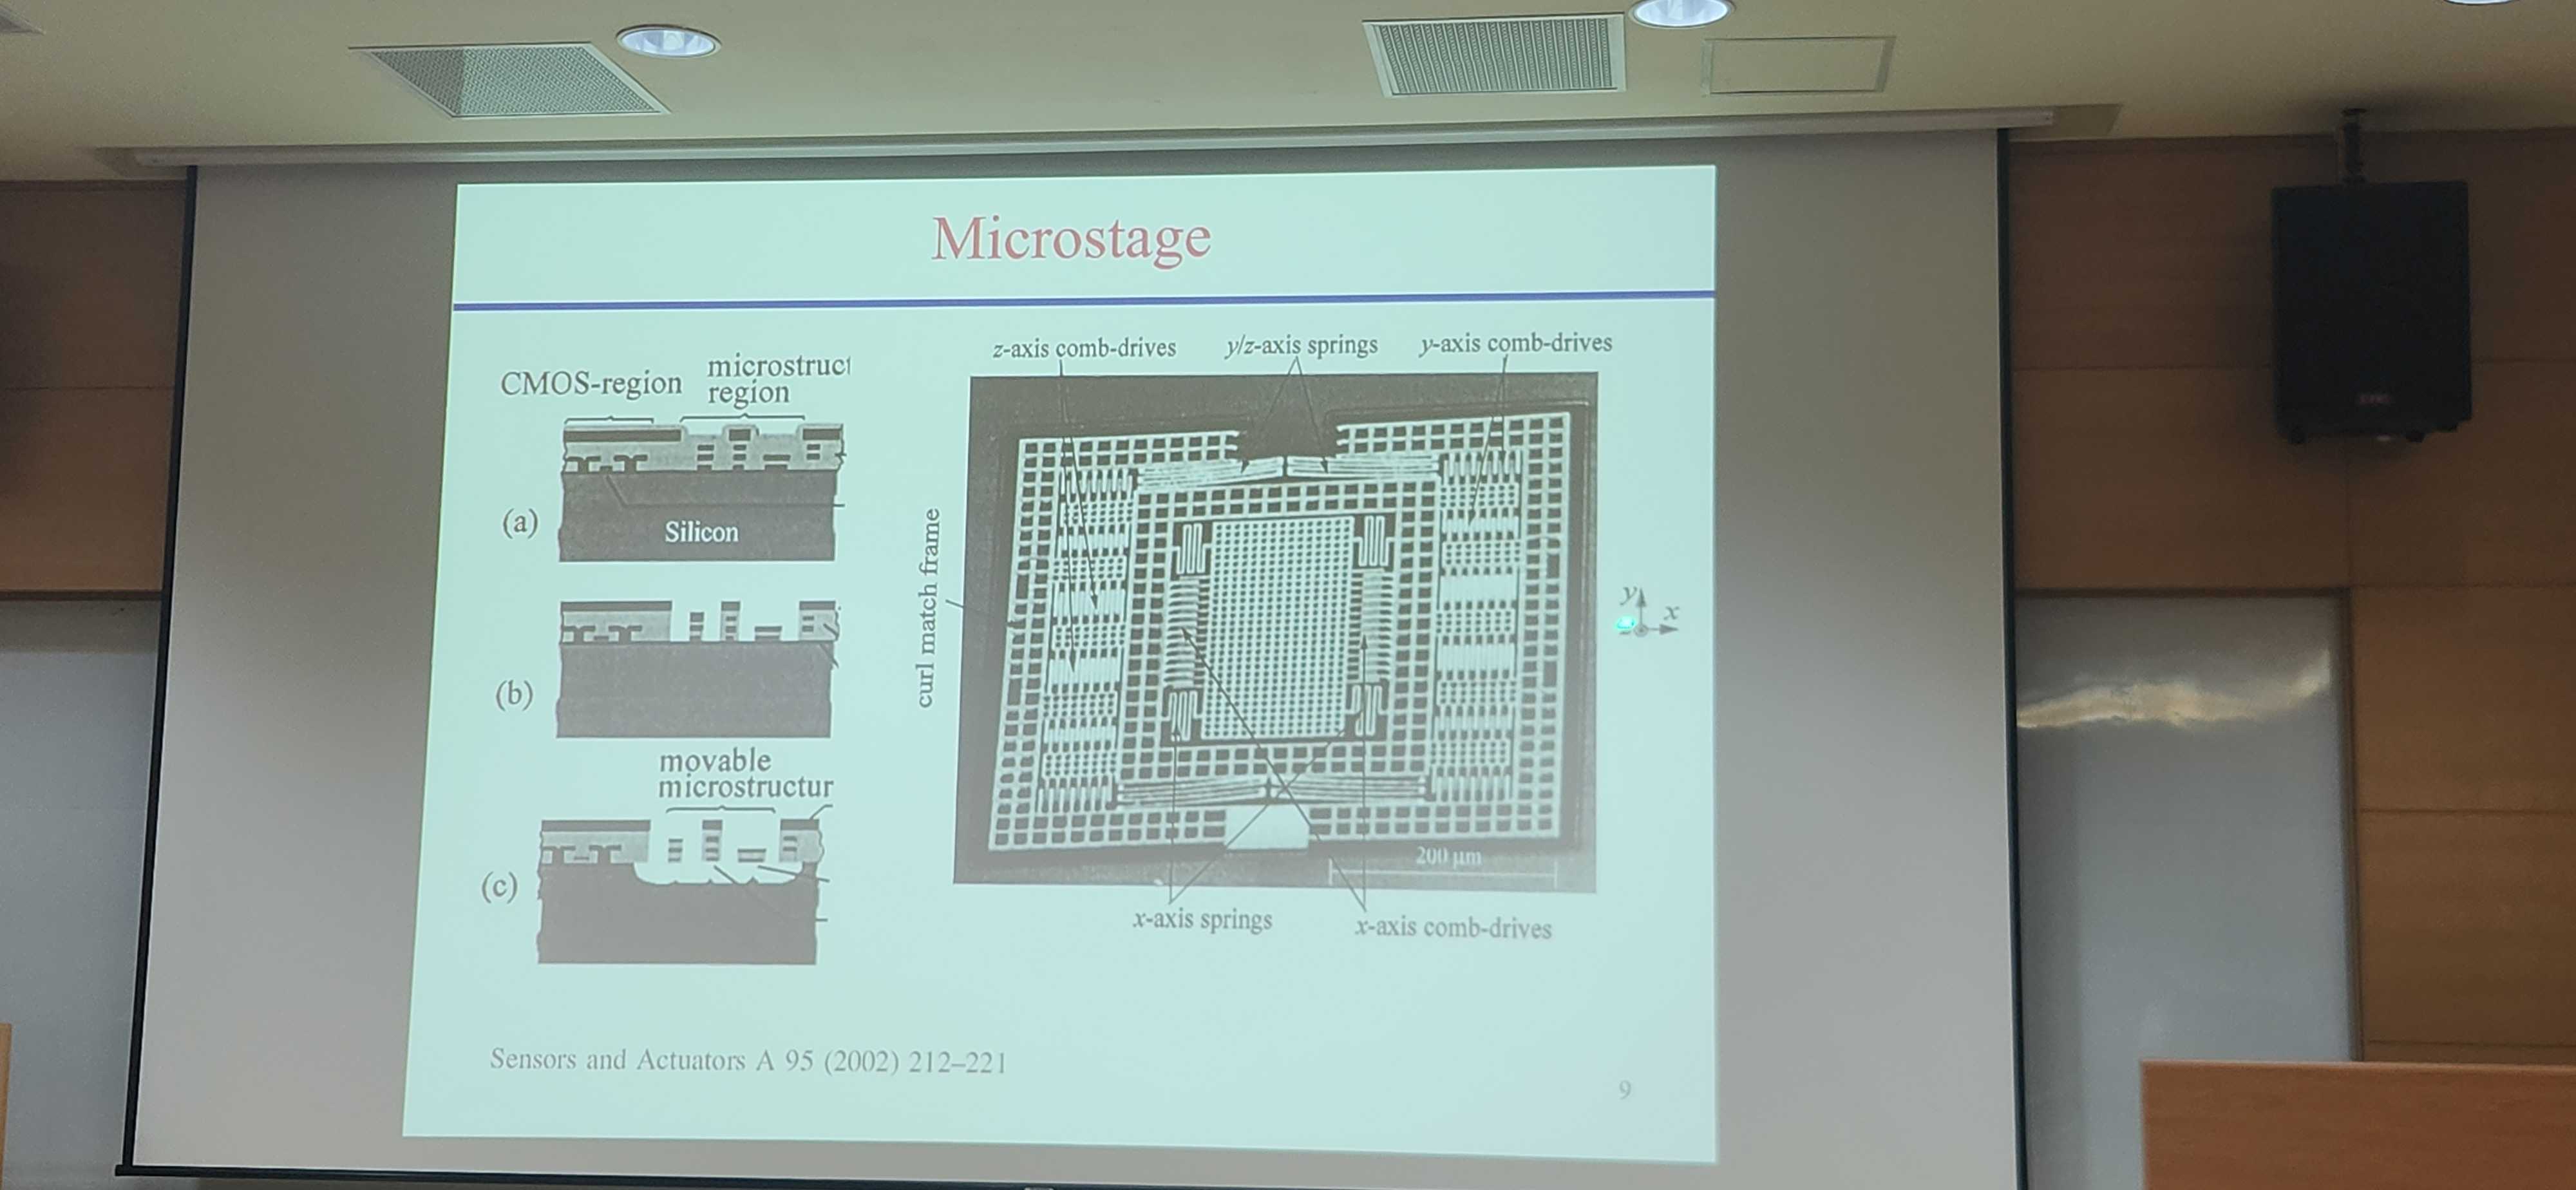 Microstage
CMOS-region
microstruct
region
(a)
Silicon
(b)
movable
microstructur
(c)
z-axis comb-drives
y/z-axis springs
y-axis comb-drives
curl match frame
200 μm
x-axis springs
x-axis comb-drives
y
x
Sensors and Actuators A 95 (2002) 212–221
9